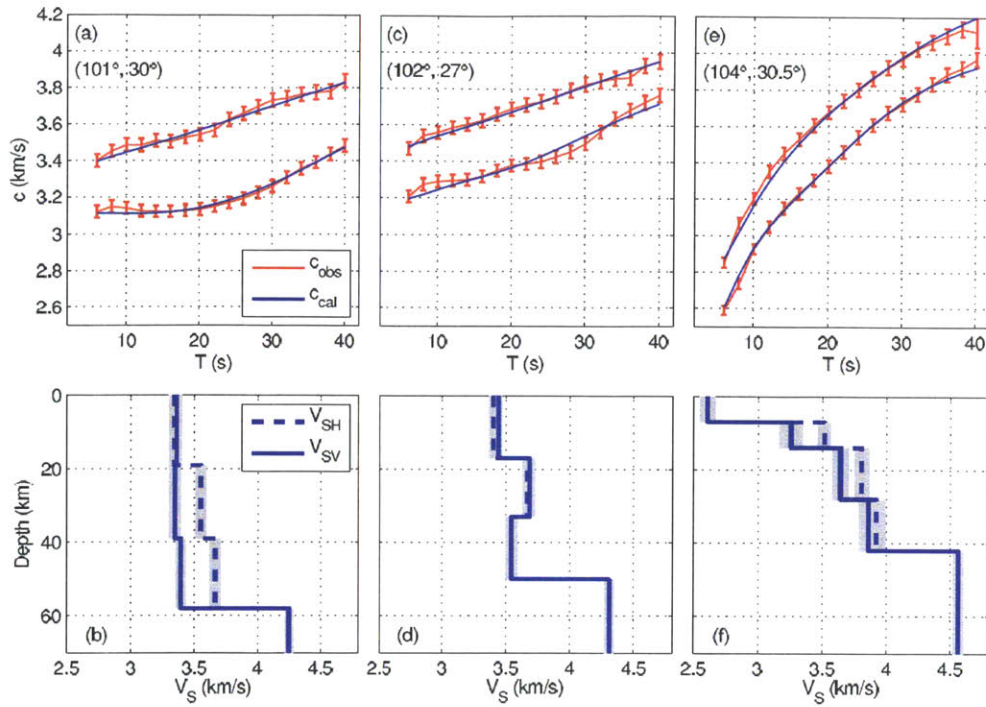 4.2
4
3.8
3.6
3.4
3.2
3
2.8
2.6
c (km/s)
(a)
(101°, 30°)
c_obs
c_cal
10 20 30 40
T (s)
(c)
(102°, 27°)
10 20 30 40
T (s)
(e)
(104°, 30.5°)
10 20 30 40
T (s)
0
20
40
60
Depth (km)
V_SH
V_SV
(b)
2.5 3 3.5 4 4.5
V_S (km/s)
(d)
2.5 3 3.5 4 4.5
V_S (km/s)
(f)
2.5 3 3.5 4 4.5
V_S (km/s)